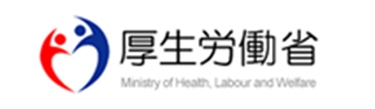 厚生労働省
Ministry of Health, Labour and Welfare